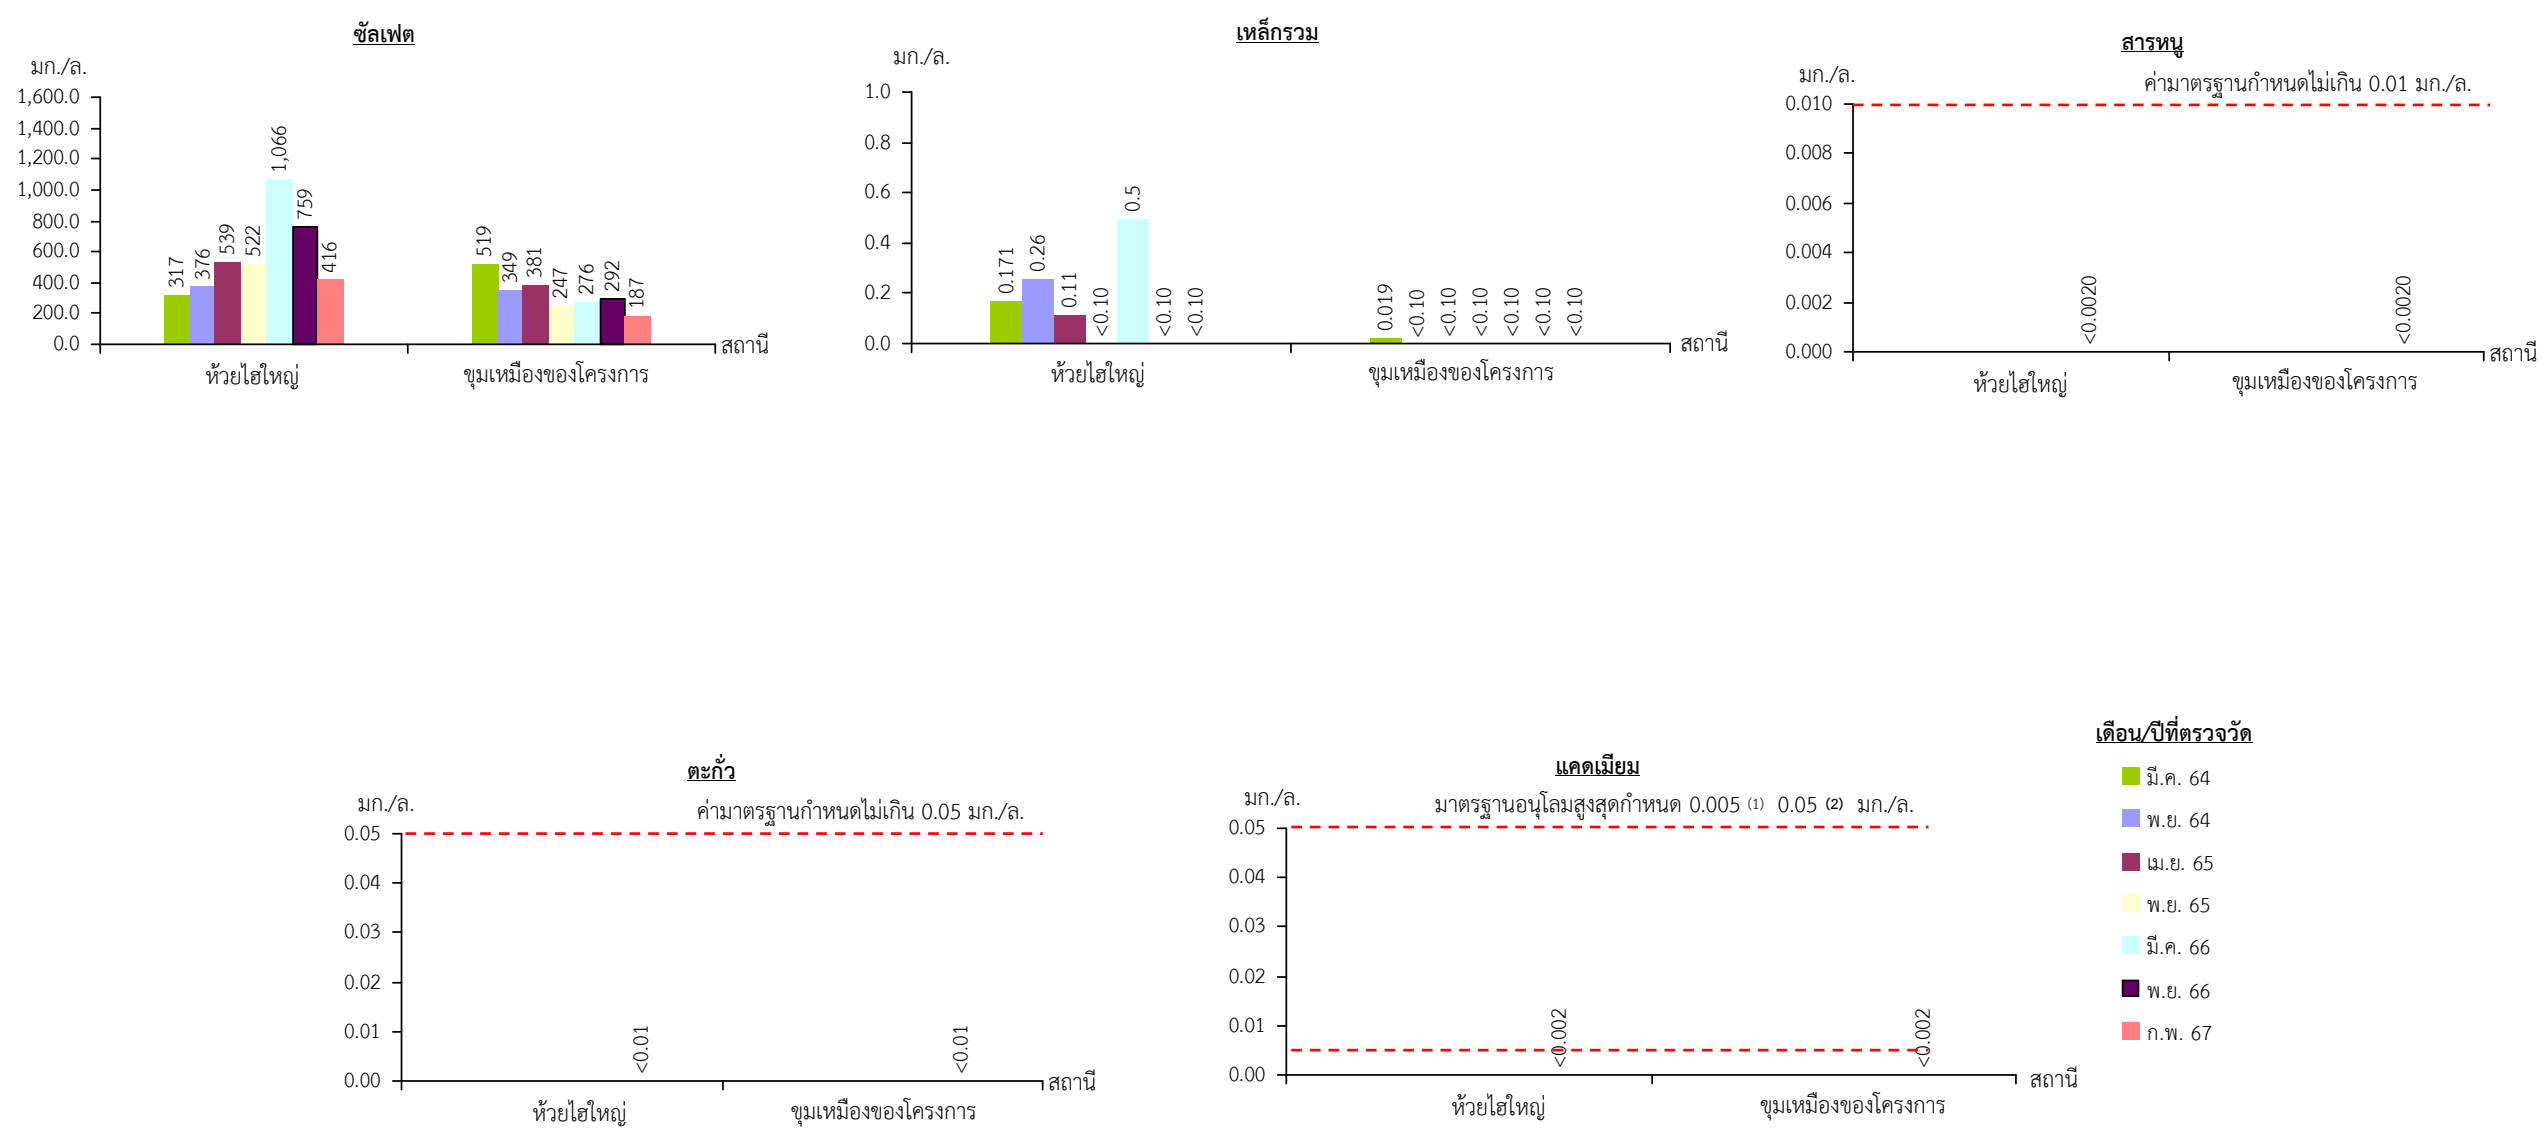 ซัลเฟต
มก./ล.
1,600.0
1,400.0
1,200.0
1,000.0
800.0
600.0
400.0
200.0
0.0
317
376
539
522
1,066
759
416
519
349
381
247
276
292
187
สถานี
ห้วยไฮใหญ่
ขุมเหมืองของโครงการ
เหล็กรวม
มก./ล.
1.0
0.8
0.6
0.4
0.2
0.0
0.171
0.26
0.11
<0.10
0.5
<0.10
<0.10
0.019
<0.10
<0.10
<0.10
<0.10
<0.10
<0.10
สถานี
ห้วยไฮใหญ่
ขุมเหมืองของโครงการ
สารหนู
มก./ล.
ค่ามาตรฐานกำหนดไม่เกิน 0.01 มก./ล.
0.010
0.008
0.006
0.004
0.002
0.000
<0.0020
<0.0020
สถานี
ห้วยไฮใหญ่
ขุมเหมืองของโครงการ
ตะกั่ว
มก./ล.
ค่ามาตรฐานกำหนดไม่เกิน 0.05 มก./ล.
0.05
0.04
0.03
0.02
0.01
0.00
<0.01
<0.01
สถานี
ห้วยไฮใหญ่
ขุมเหมืองของโครงการ
แคดเมียม
มก./ล.
มาตรฐานอนุโลมสูงสุดกำหนด 0.005 (1) 0.05 (2) มก./ล.
0.05
0.04
0.03
0.02
0.01
0.00
<0.002
<0.002
สถานี
ห้วยไฮใหญ่
ขุมเหมืองของโครงการ
เดือน/ปีที่ตรวจวัด
มี.ค. 64
พ.ย. 64
เม.ย. 65
พ.ย. 65
มี.ค. 66
พ.ย. 66
ก.พ. 67